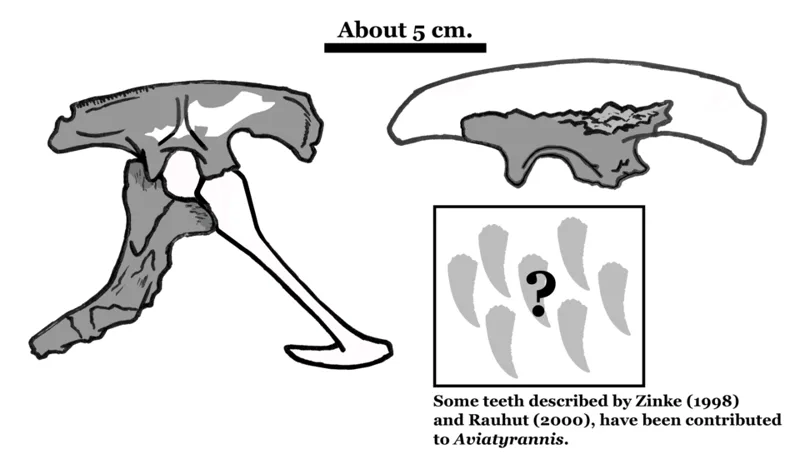 About 5 cm.
?
Some teeth described by Zinke (1998)
and Rauhut (2000), have been contributed
to Aviatyrannis.